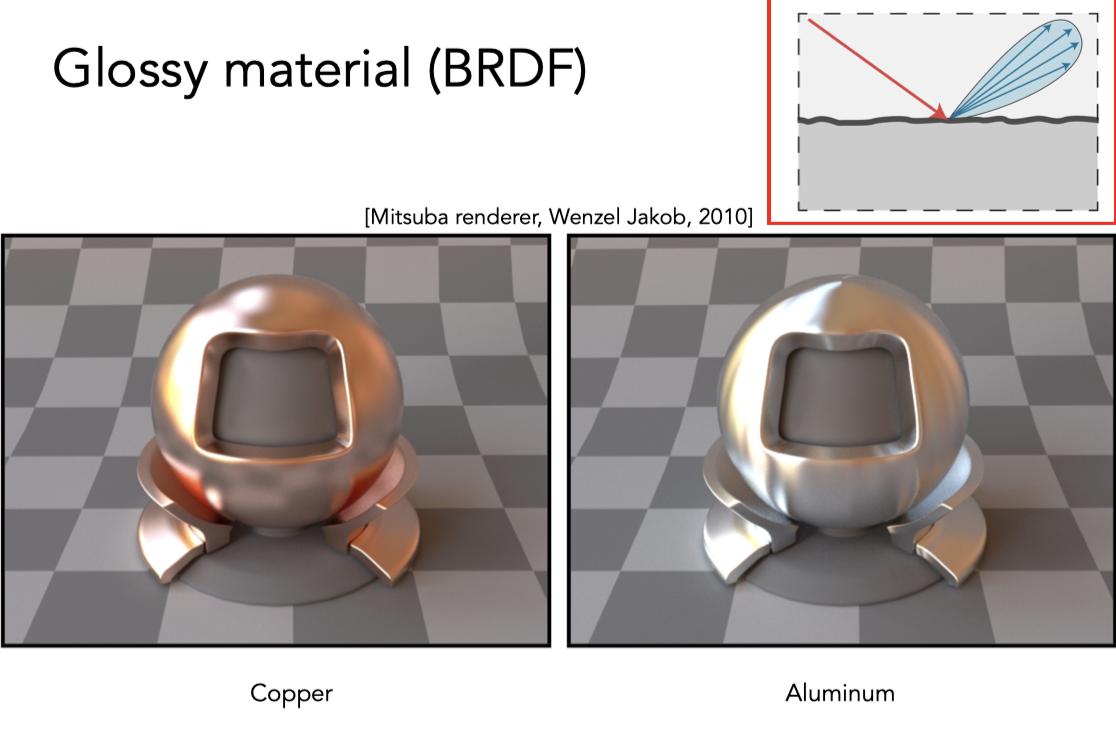 Glossy material (BRDF)
[Mitsuba renderer, Wenzel Jakob, 2010]
Copper
Aluminum